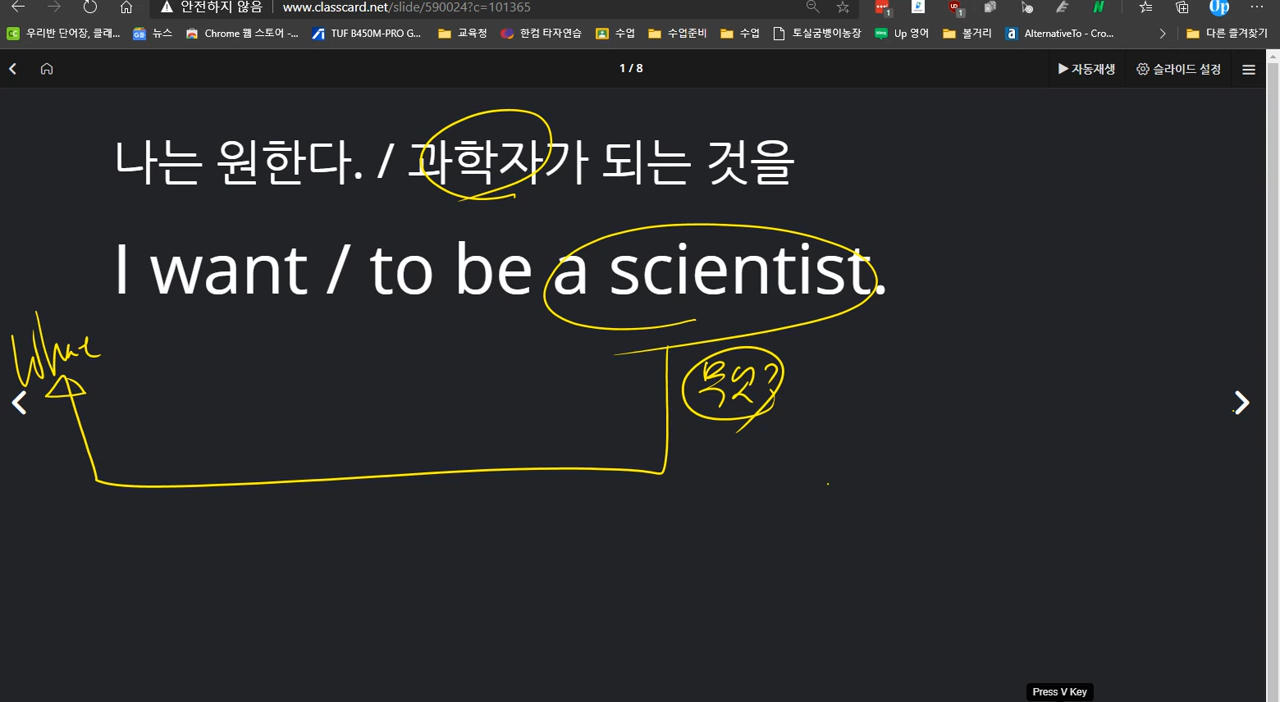 안전하지 않음 www.classcard.net/slide/590024?c=101365
우리반 단어장, 클래... 뉴스 Chrome 웹 스토어 -... TUF B450M-PRO G... 교육정 한컴 타자연습 수업 수업준비 수업 토실굼벵이농장 Up 영어 볼거리 AlternativeTo - Cro... 다른 즐겨찾기
1 / 8 자동재생 슬라이드 설정
나는 원한다. / 과학자가 되는 것을
I want / to be a scientist.
What
무엇?
Press V Key